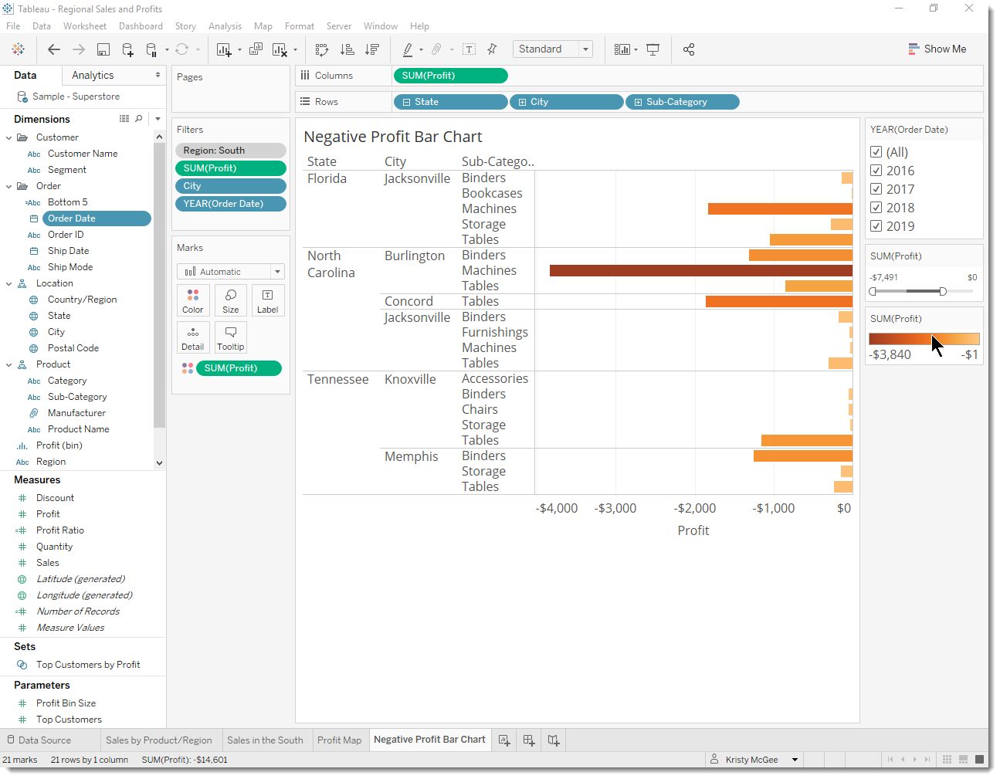 Tableau - Regional Sales and Profits
File Data Worksheet Dashboard Story Analysis Map Format Server Window Help
Standard
Show Me
Data
Analytics
Sample - Superstore
Dimensions
Customer
Abc Customer Name
Abc Segment
Order
=Abc Bottom 5
Order Date
Abc Order ID
Ship Date
Abc Ship Mode
Location
Country/Region
State
City
Postal Code
Product
Abc Category
Abc Sub-Category
Manufacturer
Abc Product Name
Profit (bin)
Abc Region
Measures
# Discount
# Profit
=# Profit Ratio
# Quantity
# Sales
Latitude (generated)
Longitude (generated)
=# Number of Records
# Measure Values
Sets
Top Customers by Profit
Parameters
# Profit Bin Size
# Top Customers
Pages
Filters
Region: South
SUM(Profit)
City
YEAR(Order Date)
Marks
Automatic
Color Size Label
Detail Tooltip
SUM(Profit)
Columns SUM(Profit)
Rows State City Sub-Category
Negative Profit Bar Chart
State City Sub-Catego..
Florida Jacksonville Binders
Bookcases
Machines
Storage
Tables
North Carolina Burlington Binders
Machines
Tables
Concord Tables
Jacksonville Binders
Furnishings
Machines
Tables
Tennessee Knoxville Accessories
Binders
Chairs
Storage
Tables
Memphis Binders
Storage
Tables
-$4,000 -$3,000 -$2,000 -$1,000 $0
Profit
YEAR(Order Date)
(All)
2016
2017
2018
2019
SUM(Profit)
-$7,491 $0
SUM(Profit)
-$3,840 -$1
Data Source Sales by Product/Region Sales in the South Profit Map Negative Profit Bar Chart
21 marks 21 rows by 1 column SUM(Profit): -$14,601 Kristy McGee